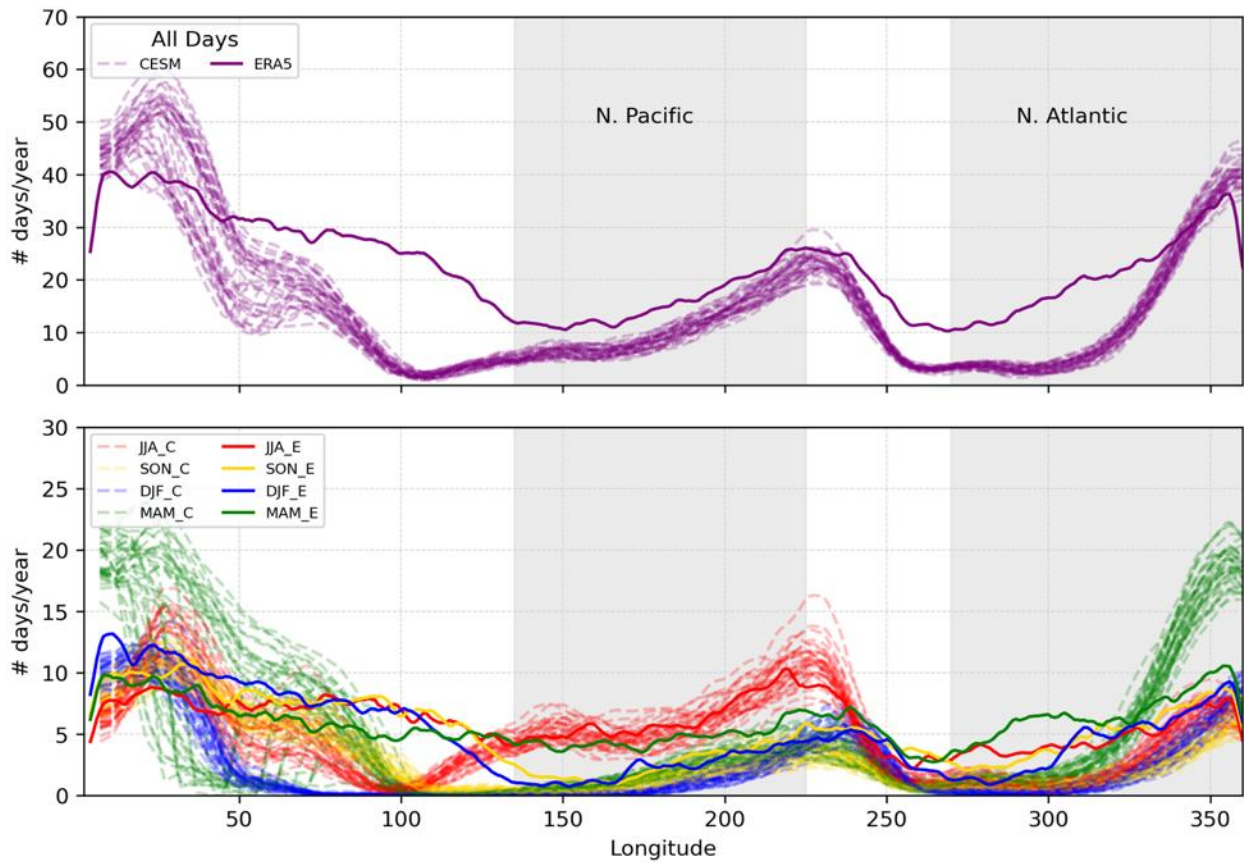 All Days
CESM ERA5
N. Pacific N. Atlantic
# days/year
70
60
50
40
30
20
10
0
JJA_C JJA_E
SON_C SON_E
DJF_C DJF_E
MAM_C MAM_E
# days/year
30
25
20
15
10
5
0
50 100 150 200 250 300 350
Longitude